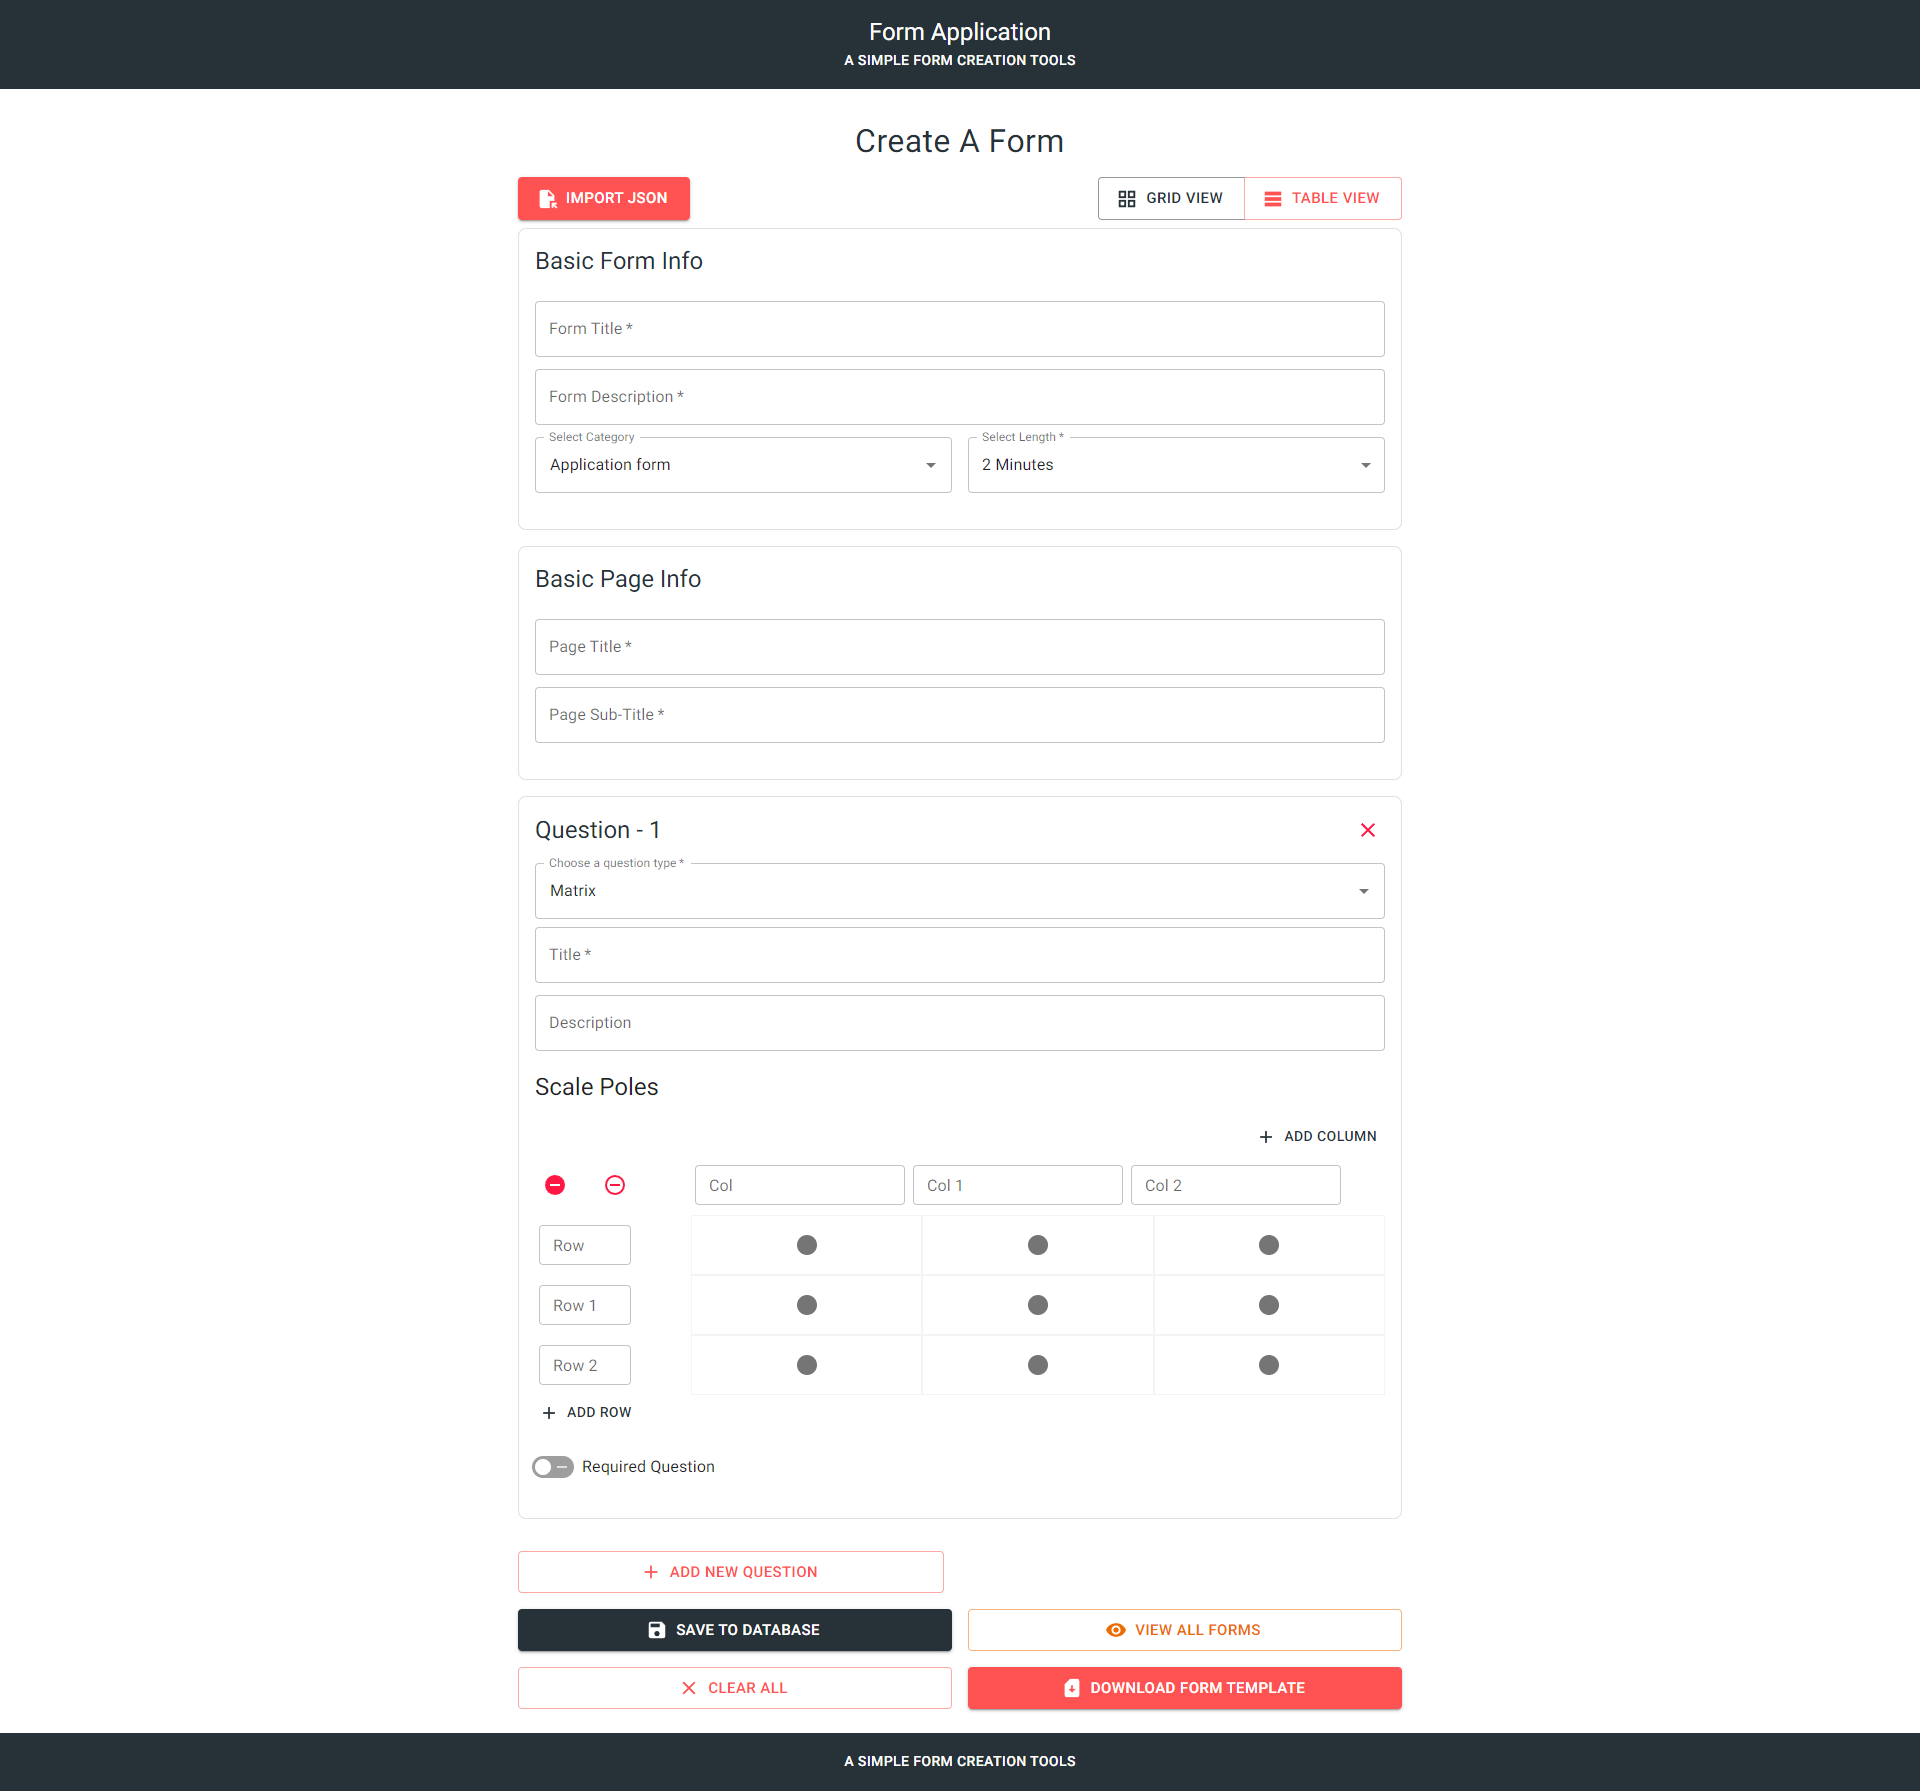 Form Application
A SIMPLE FORM CREATION TOOLS
Create A Form
IMPORT JSON
GRID VIEW
TABLE VIEW
Basic Form Info
Form Title *
Form Description *
Select Category
Select Length *
Application form
2 Minutes
Basic Page Info
Page Title *
Page Sub-Title *
Question - 1
Choose a question type *
Matrix
Title *
Description
Scale Poles
ADD COLUMN
Col
Col 1
Col 2
Row
Row 1
Row 2
ADD ROW
Required Question
ADD NEW QUESTION
SAVE TO DATABASE
VIEW ALL FORMS
CLEAR ALL
DOWNLOAD FORM TEMPLATE
A SIMPLE FORM CREATION TOOLS